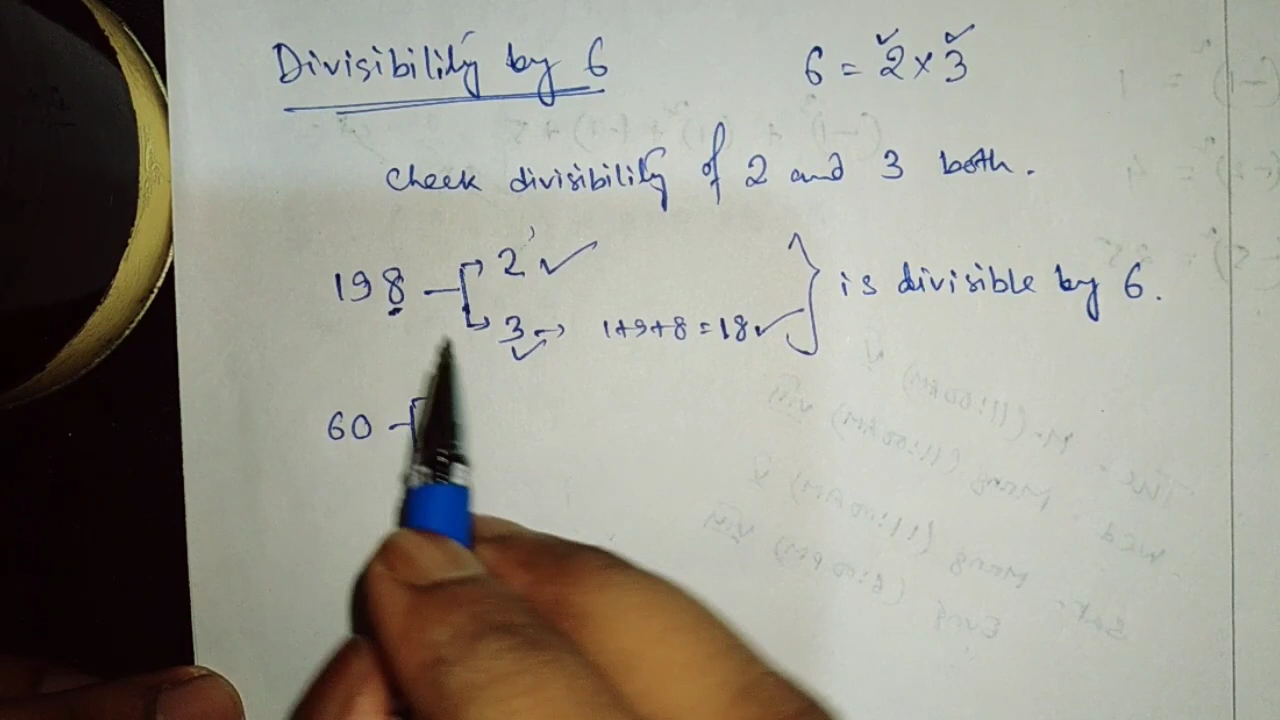 Divisibility by 6
6 = 2 × 3
check divisibility of 2 and 3 both.
198 2 ✓
3 → 1+9+8 = 18 ✓
is divisible by 6.
60